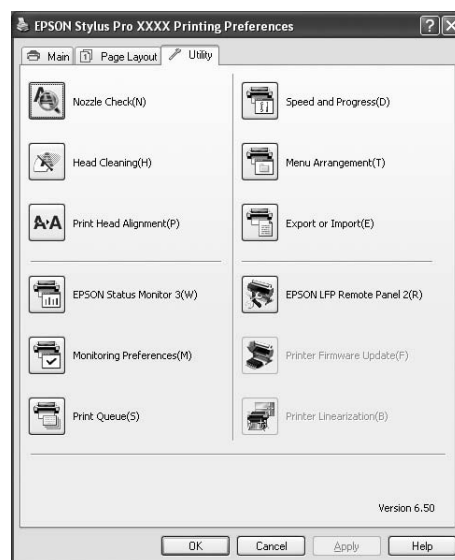 EPSON Stylus Pro XXXX Printing Preferences
Main
Page Layout
Utility
Nozzle Check(N)
Speed and Progress(D)
Head Cleaning(H)
Menu Arrangement(T)
Print Head Alignment(P)
Export or Import(E)
EPSON Status Monitor 3(W)
EPSON LFP Remote Panel 2(R)
Monitoring Preferences(M)
Printer Firmware Update(F)
Print Queue(S)
Printer Linearization(B)
Version 6.50
OK
Cancel
Apply
Help